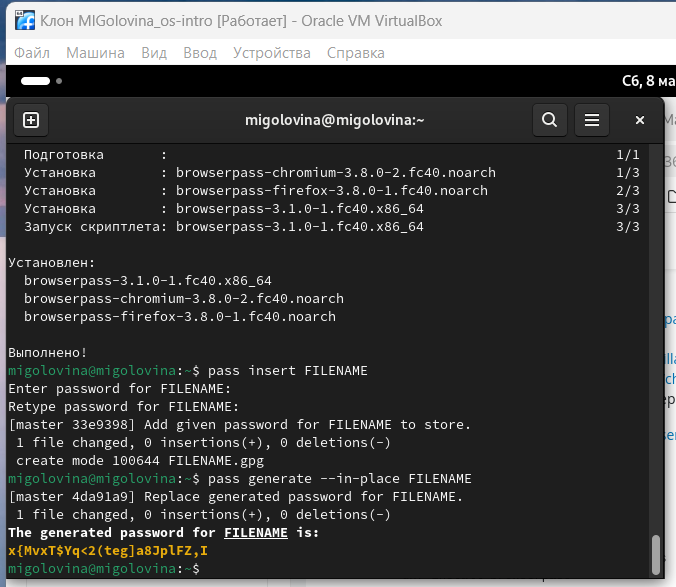 Клон MIGolovina_os-intro [Работает] - Oracle VM VirtualBox
Файл Машина Вид Ввод Устройства Справка
Сб, 8 ма
migolovina@migolovina:~
Подготовка : 1/1
Установка : browserpass-chromium-3.8.0-2.fc40.noarch 1/3
Установка : browserpass-firefox-3.8.0-1.fc40.noarch 2/3
Установка : browserpass-3.1.0-1.fc40.x86_64 3/3
Запуск скриптлета: browserpass-3.1.0-1.fc40.x86_64 3/3
Установлен:
browserpass-3.1.0-1.fc40.x86_64
browserpass-chromium-3.8.0-2.fc40.noarch
browserpass-firefox-3.8.0-1.fc40.noarch
Выполнено!
migolovina@migolovina:~$ pass insert FILENAME
Enter password for FILENAME:
Retype password for FILENAME:
[master 33e9398] Add given password for FILENAME to store.
1 file changed, 0 insertions(+), 0 deletions(-)
create mode 100644 FILENAME.gpg
migolovina@migolovina:~$ pass generate --in-place FILENAME
[master 4da91a9] Replace generated password for FILENAME.
1 file changed, 0 insertions(+), 0 deletions(-)
The generated password for FILENAME is:
x{MvxT$Yq<2(teg]a8JplFZ,I
migolovina@migolovina:~$